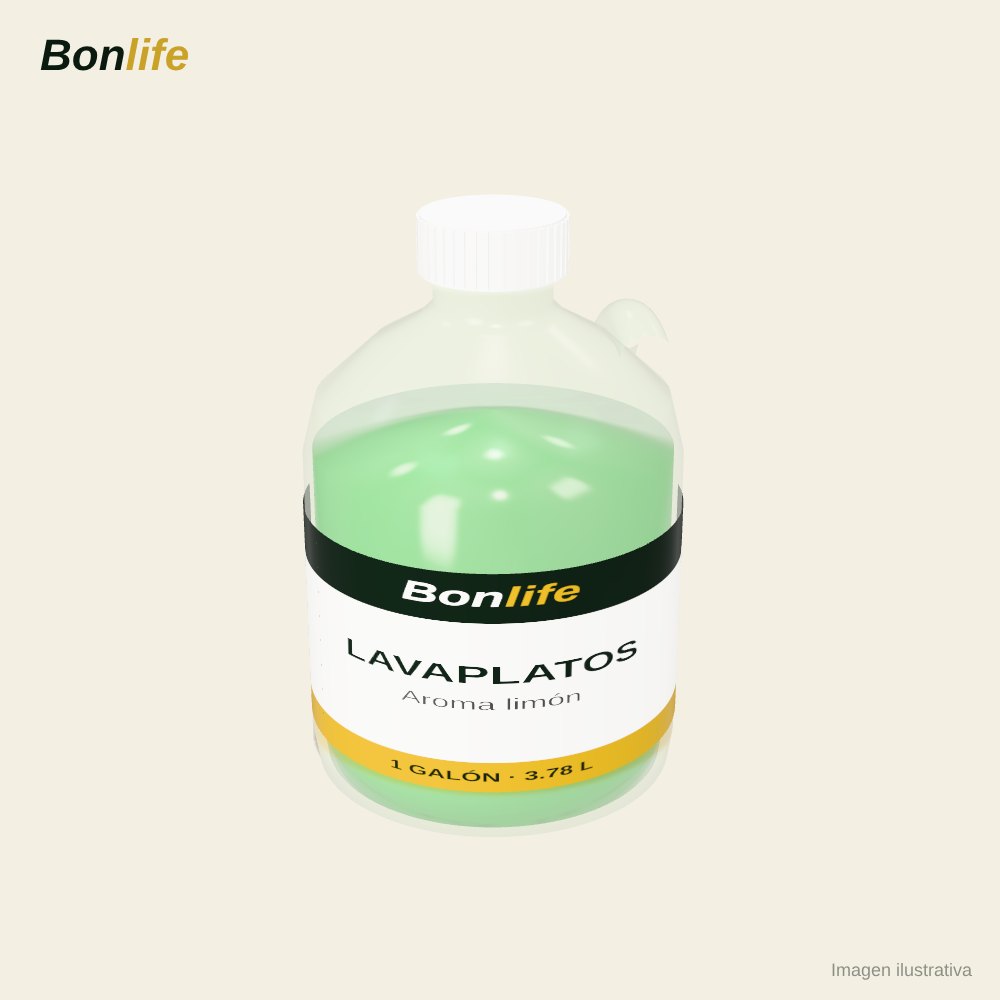 Bonlife
Bonlife
LAVAPLATOS
Aroma limón
1 GALÓN · 3.78 L
Imagen ilustrativa